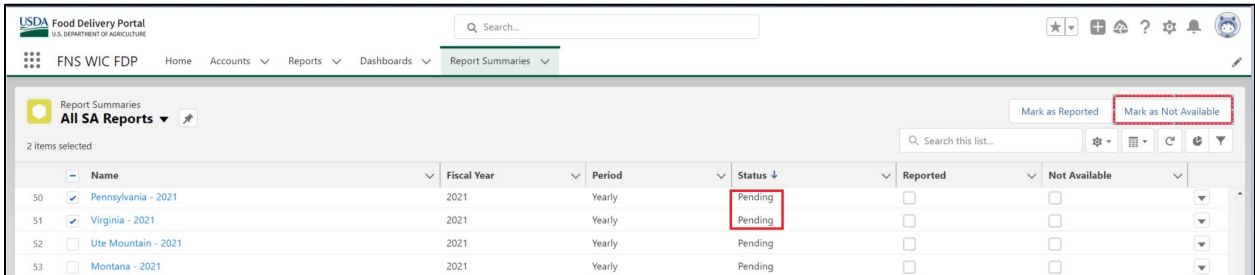 USDA Food Delivery Portal
U.S. DEPARTMENT OF AGRICULTURE
Search...
FNS WIC FDP Home Accounts Reports Dashboards Report Summaries
Report Summaries
All SA Reports
Mark as Reported Mark as Not Available
2 items selected
Search this list...
Name Fiscal Year Period Status Reported Not Available
50 Pennsylvania - 2021 2021 Yearly Pending
51 Virginia - 2021 2021 Yearly Pending
52 Ute Mountain - 2021 2021 Yearly Pending
53 Montana - 2021 2021 Yearly Pending